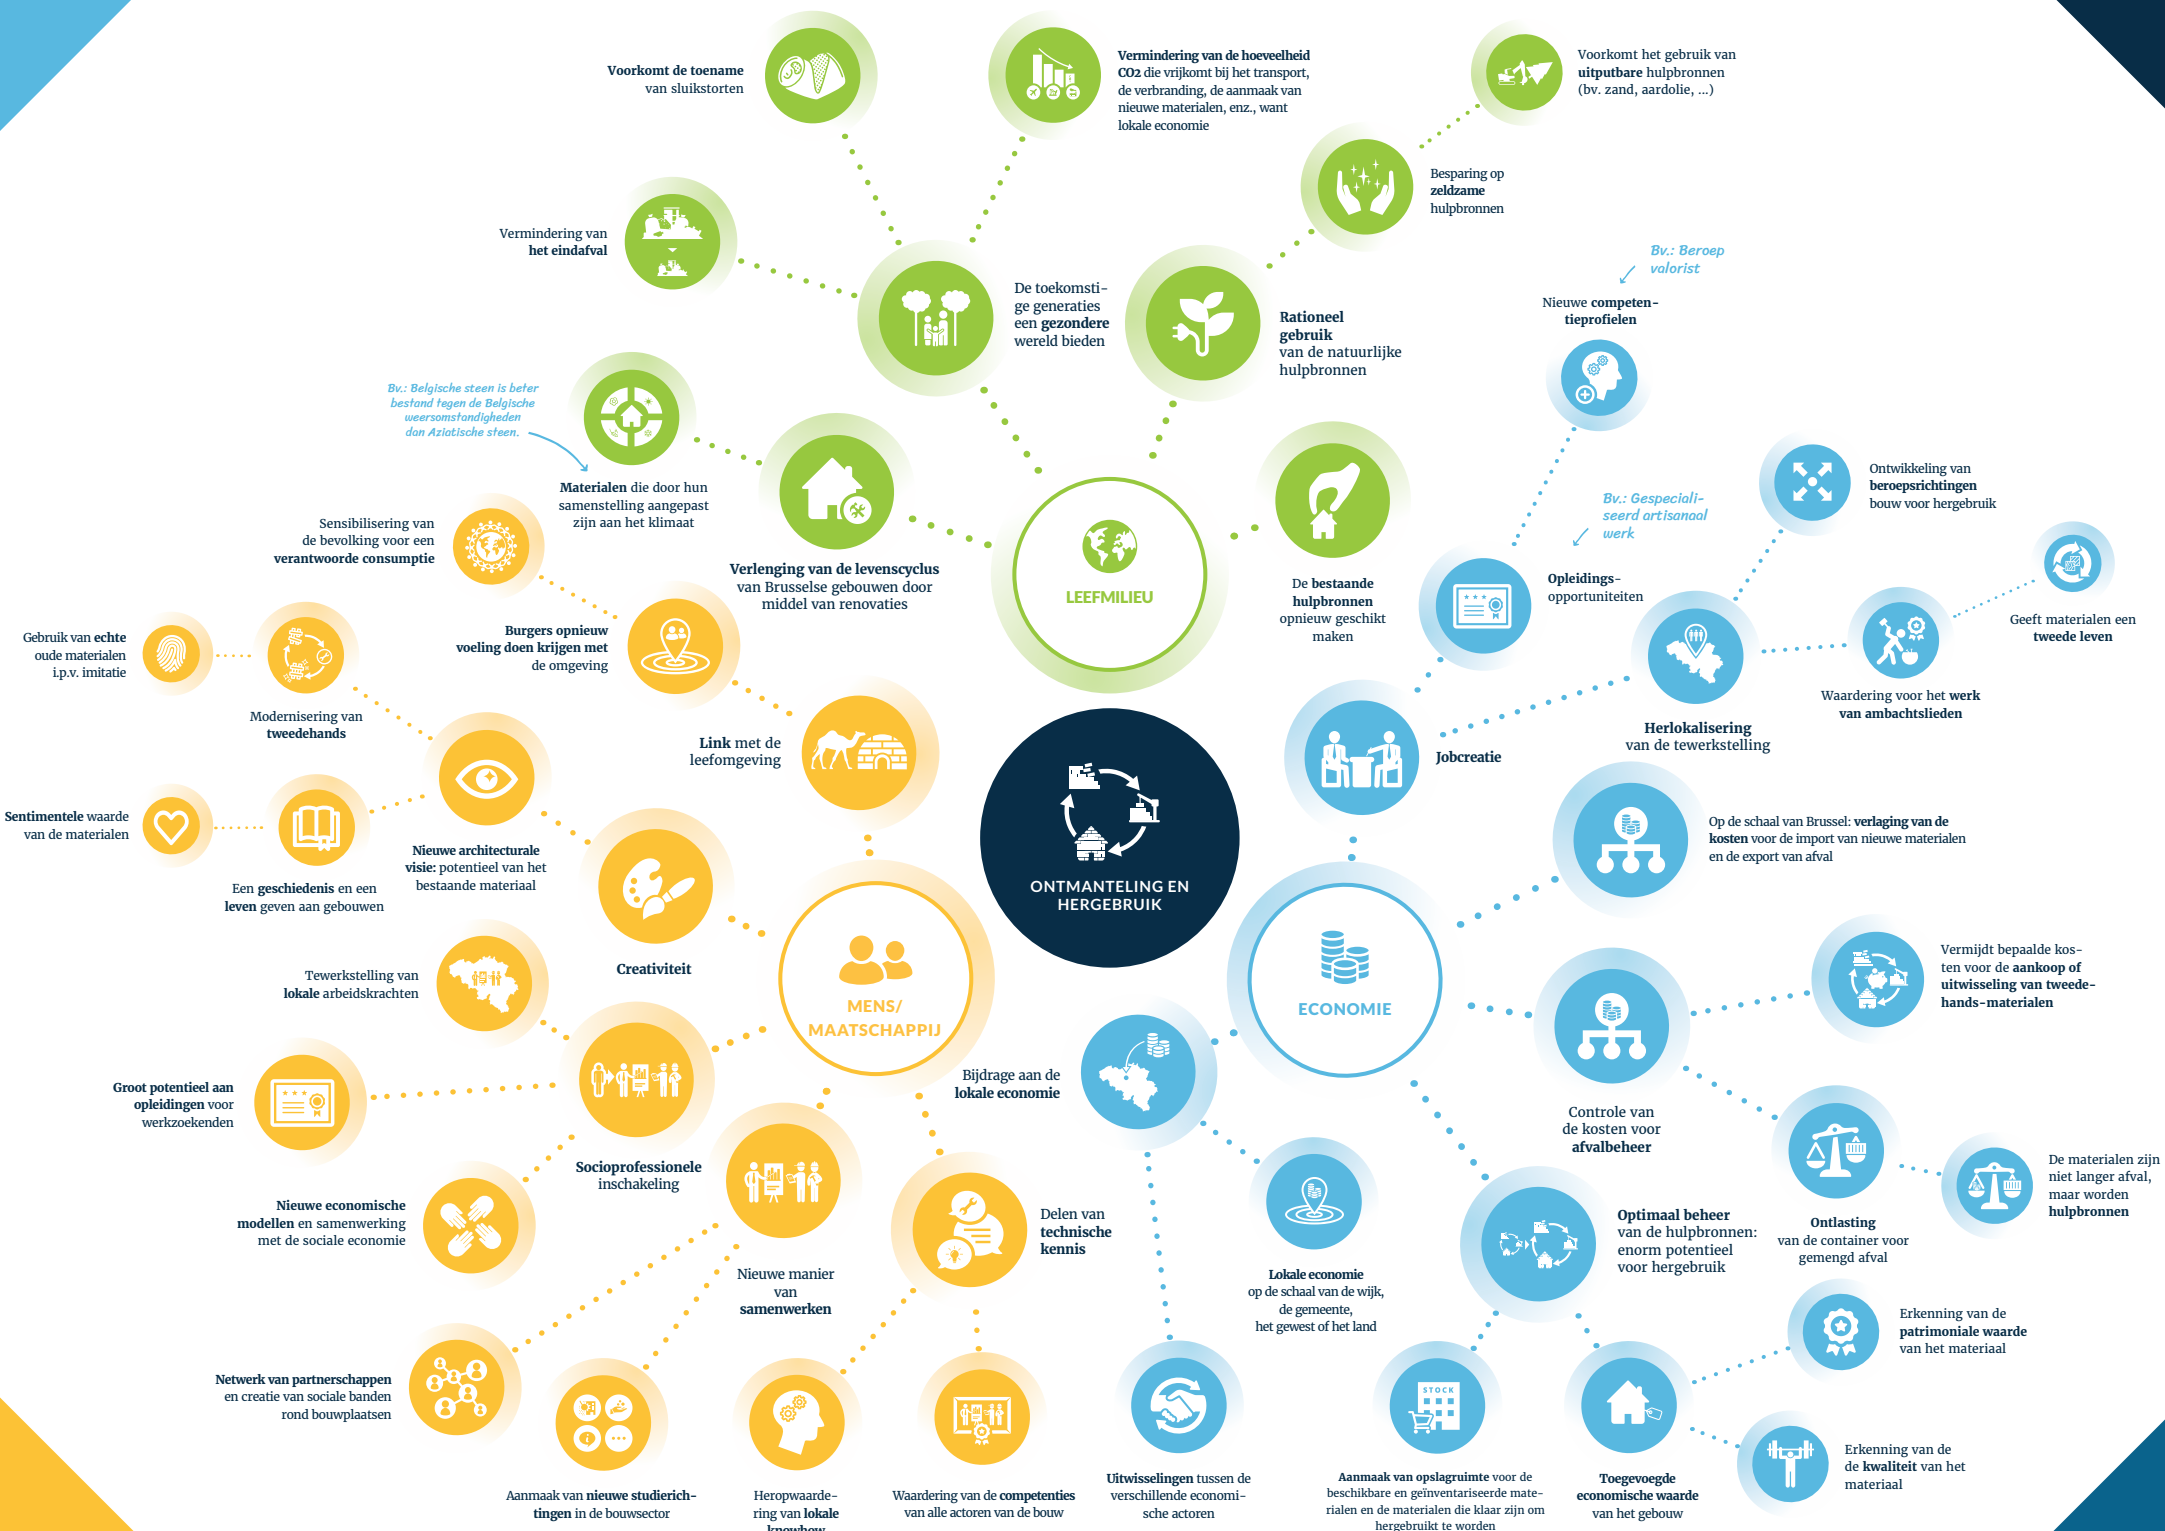 Voorkomt de toename
van sluikstorten
Vermindering van de hoeveelheid
CO2 die vrijkomt bij het transport,
de verbranding, de aanmaak van
nieuwe materialen, enz., want
lokale economie
Voorkomt het gebruik van
uitputbare hulpbronnen
(bv. zand, aardolie, ...)
Besparing op
zeldzame
hulpbronnen
Vermindering van
het eindafval
De toekomsti-
ge generaties
een gezondere
wereld bieden
Rationeel
gebruik
van de natuurlijke
hulpbronnen
Bv.: Beroep
valorist
Nieuwe competen-
tieprofielen
Bv.: Belgische steen is beter
bestand tegen de Belgische
weersomstandigheden
dan Aziatische steen.
Materialen die door hun
samenstelling aangepast
zijn aan het klimaat
Verlenging van de levenscyclus
van Brusselse gebouwen door
middel van renovaties
LEEFMILIEU
De bestaande
hulpbronnen
opnieuw geschikt
maken
Bv.: Gespeciali-
seerd artisanaal
werk
Opleidings-
opportuniteiten
Ontwikkeling van
beroepsrichtingen
bouw voor hergebruik
Geeft materialen een
tweede leven
Waardering voor het werk
van ambachtslieden
Herlokalisering
van de tewerkstelling
Jobcreatie
Sensibilisering van
de bevolking voor een
verantwoorde consumptie
Burgers opnieuw
voeling doen krijgen met
de omgeving
Gebruik van echte
oude materialen
i.p.v. imitatie
Modernisering van
tweedehands
Link met de
leefomgeving
Sentimentele waarde
van de materialen
Een geschiedenis en een
leven geven aan gebouwen
Nieuwe architecturale
visie: potentieel van het
bestaande materiaal
Creativiteit
ONTMANTELING EN
HERGEBRUIK
Op de schaal van Brussel: verlaging van de
kosten voor de import van nieuwe materialen
en de export van afval
MENS/
MAATSCHAPPIJ
ECONOMIE
Vermijdt bepaalde kos-
ten voor de aankoop of
uitwisseling van tweede-
hands-materialen
Tewerkstelling van
lokale arbeidskrachten
Groot potentieel aan
opleidingen voor
werkzoekenden
Socioprofessionele
inschakeling
Nieuwe economische
modellen en samenwerking
met de sociale economie
Bijdrage aan de
lokale economie
Controle van
de kosten voor
afvalbeheer
De materialen zijn
niet langer afval,
maar worden
hulpbronnen
Ontlasting
van de container voor
gemengd afval
Delen van
technische
kennis
Nieuwe manier
van
samenwerken
Lokale economie
op de schaal van de wijk,
de gemeente,
het gewest of het land
Optimaal beheer
van de hulpbronnen:
enorm potentieel
voor hergebruik
Erkenning van de
patrimoniale waarde
van het materiaal
Netwerk van partnerschappen
en creatie van sociale banden
rond bouwplaatsen
STOCK
Erkenning van de
de kwaliteit van het
materiaal
Aanmaak van nieuwe studierich-
tingen in de bouwsector
Heropwaarde-
ring van lokale
knowhow
Waardering van de competenties
van alle actoren van de bouw
Uitwisselingen tussen de
verschillende economi-
sche actoren
Aanmaak van opslagruimte voor de
beschikbare en geïnventariseerde mate-
rialen en de materialen die klaar zijn om
hergebruikt te worden
Toegevoegde
economische waarde
van het gebouw